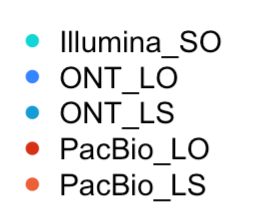 Illumina_SO
ONT_LO
ONT_LS
PacBio_LO
PacBio_LS